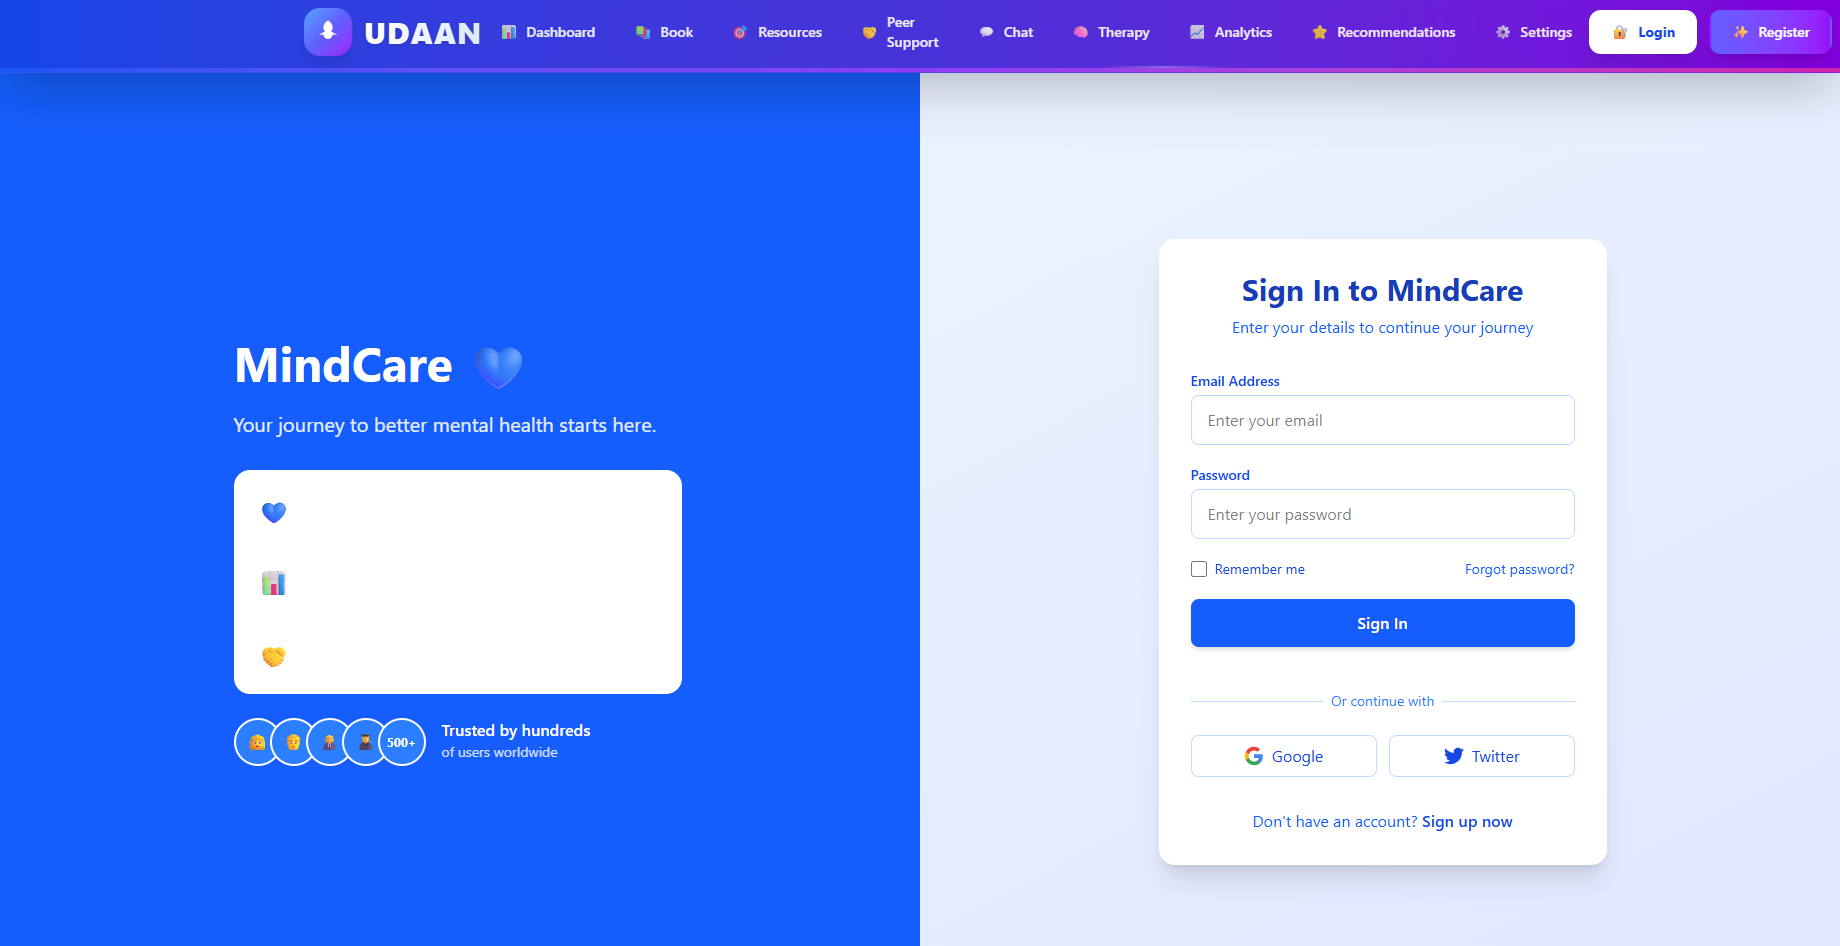 UDAAN
Dashboard
Book
Resources
Peer
Support
Chat
Therapy
Analytics
Recommendations
Settings
Login
Register
MindCare
Your journey to better mental health starts here.
500+
Trusted by hundreds
of users worldwide
Sign In to MindCare
Enter your details to continue your journey
Email Address
Enter your email
Password
Enter your password
Remember me
Forgot password?
Sign In
Or continue with
Google
Twitter
Don't have an account? Sign up now